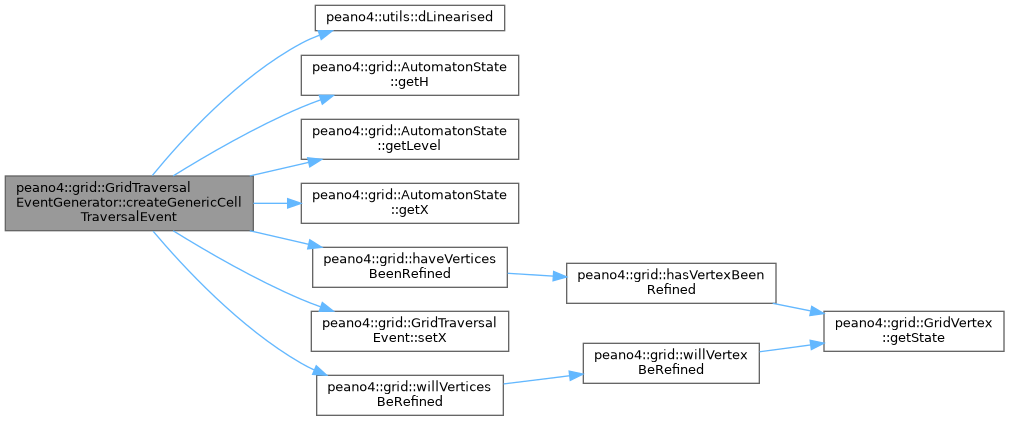 peano4::utils::dLinearised
peano4::grid::AutomatonState
::getH
peano4::grid::AutomatonState
::getLevel
peano4::grid::GridTraversal
EventGenerator::createGenericCell
TraversalEvent
peano4::grid::AutomatonState
::getX
peano4::grid::haveVertices
BeenRefined
peano4::grid::hasVertexBeen
Refined
peano4::grid::GridTraversal
Event::setX
peano4::grid::GridVertex
::getState
peano4::grid::willVertex
BeRefined
peano4::grid::willVertices
BeRefined